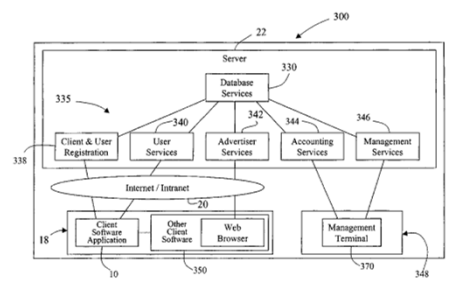 300
22
Server
Database
Services
330
335
340
342
344
346
Client & User
Registration
User
Services
Advertiser
Services
Accounting
Services
Management
Services
338
Internet / Intranet
20
18
Client
Software
Application
Other
Client
Software
Web
Browser
Management
Terminal
10
350
370
348